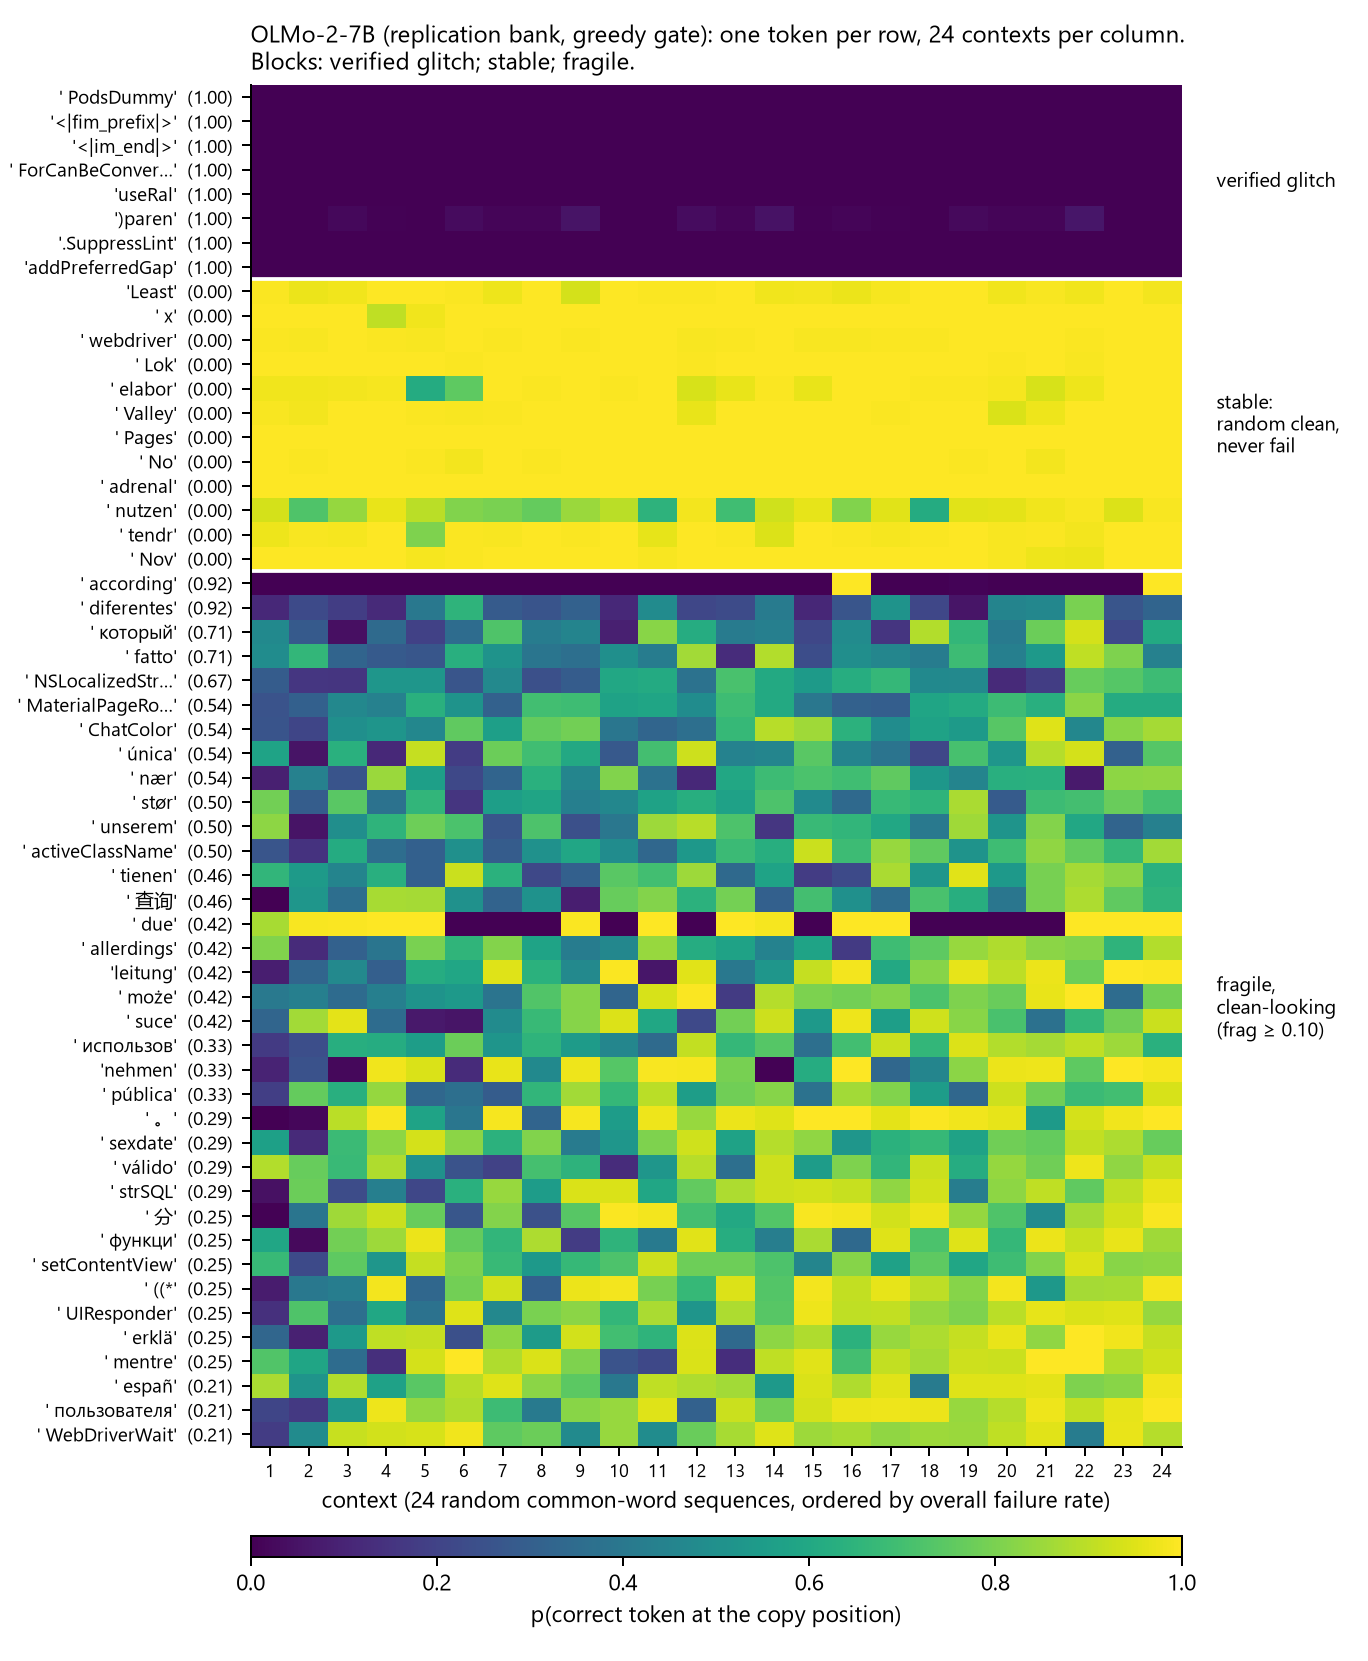 OLMo-2-7B (replication bank, greedy gate): one token per row, 24 contexts per column.
Blocks: verified glitch; stable; fragile.
' PodsDummy' (1.00)
'<|fim_prefix|>' (1.00)
'<|im_end|>' (1.00)
' ForCanBeConver...' (1.00)
'useRal' (1.00)
')paren' (1.00)
'.SuppressLint' (1.00)
'addPreferredGap' (1.00)
verified glitch
'Least' (0.00)
' x' (0.00)
' webdriver' (0.00)
' Lok' (0.00)
' elabor' (0.00)
' Valley' (0.00)
' Pages' (0.00)
' No' (0.00)
' adrenal' (0.00)
' nutzen' (0.00)
' tendr' (0.00)
' Nov' (0.00)
stable:
random clean,
never fail
' according' (0.92)
' diferentes' (0.92)
' который' (0.71)
' fatto' (0.71)
' NSLocalizedStr...' (0.67)
' MaterialPageRo...' (0.54)
' ChatColor' (0.54)
' única' (0.54)
' nær' (0.54)
' stør' (0.50)
' unserem' (0.50)
' activeClassName' (0.50)
' tienen' (0.46)
' 查询' (0.46)
' due' (0.42)
' allerdings' (0.42)
'leitung' (0.42)
' może' (0.42)
' suce' (0.42)
' использов' (0.33)
'nehmen' (0.33)
' pública' (0.33)
' 。' (0.29)
' sexdate' (0.29)
' válido' (0.29)
' strSQL' (0.29)
' 分' (0.25)
' функци' (0.25)
' setContentView' (0.25)
' ((*' (0.25)
' UIResponder' (0.25)
' erklä' (0.25)
' mentre' (0.25)
' españ' (0.21)
' пользователя' (0.21)
' WebDriverWait' (0.21)
fragile,
clean-looking
(frag ≥ 0.10)
1 2 3 4 5 6 7 8 9 10 11 12 13 14 15 16 17 18 19 20 21 22 23 24
context (24 random common-word sequences, ordered by overall failure rate)
0.0 0.2 0.4 0.6 0.8 1.0
p(correct token at the copy position)